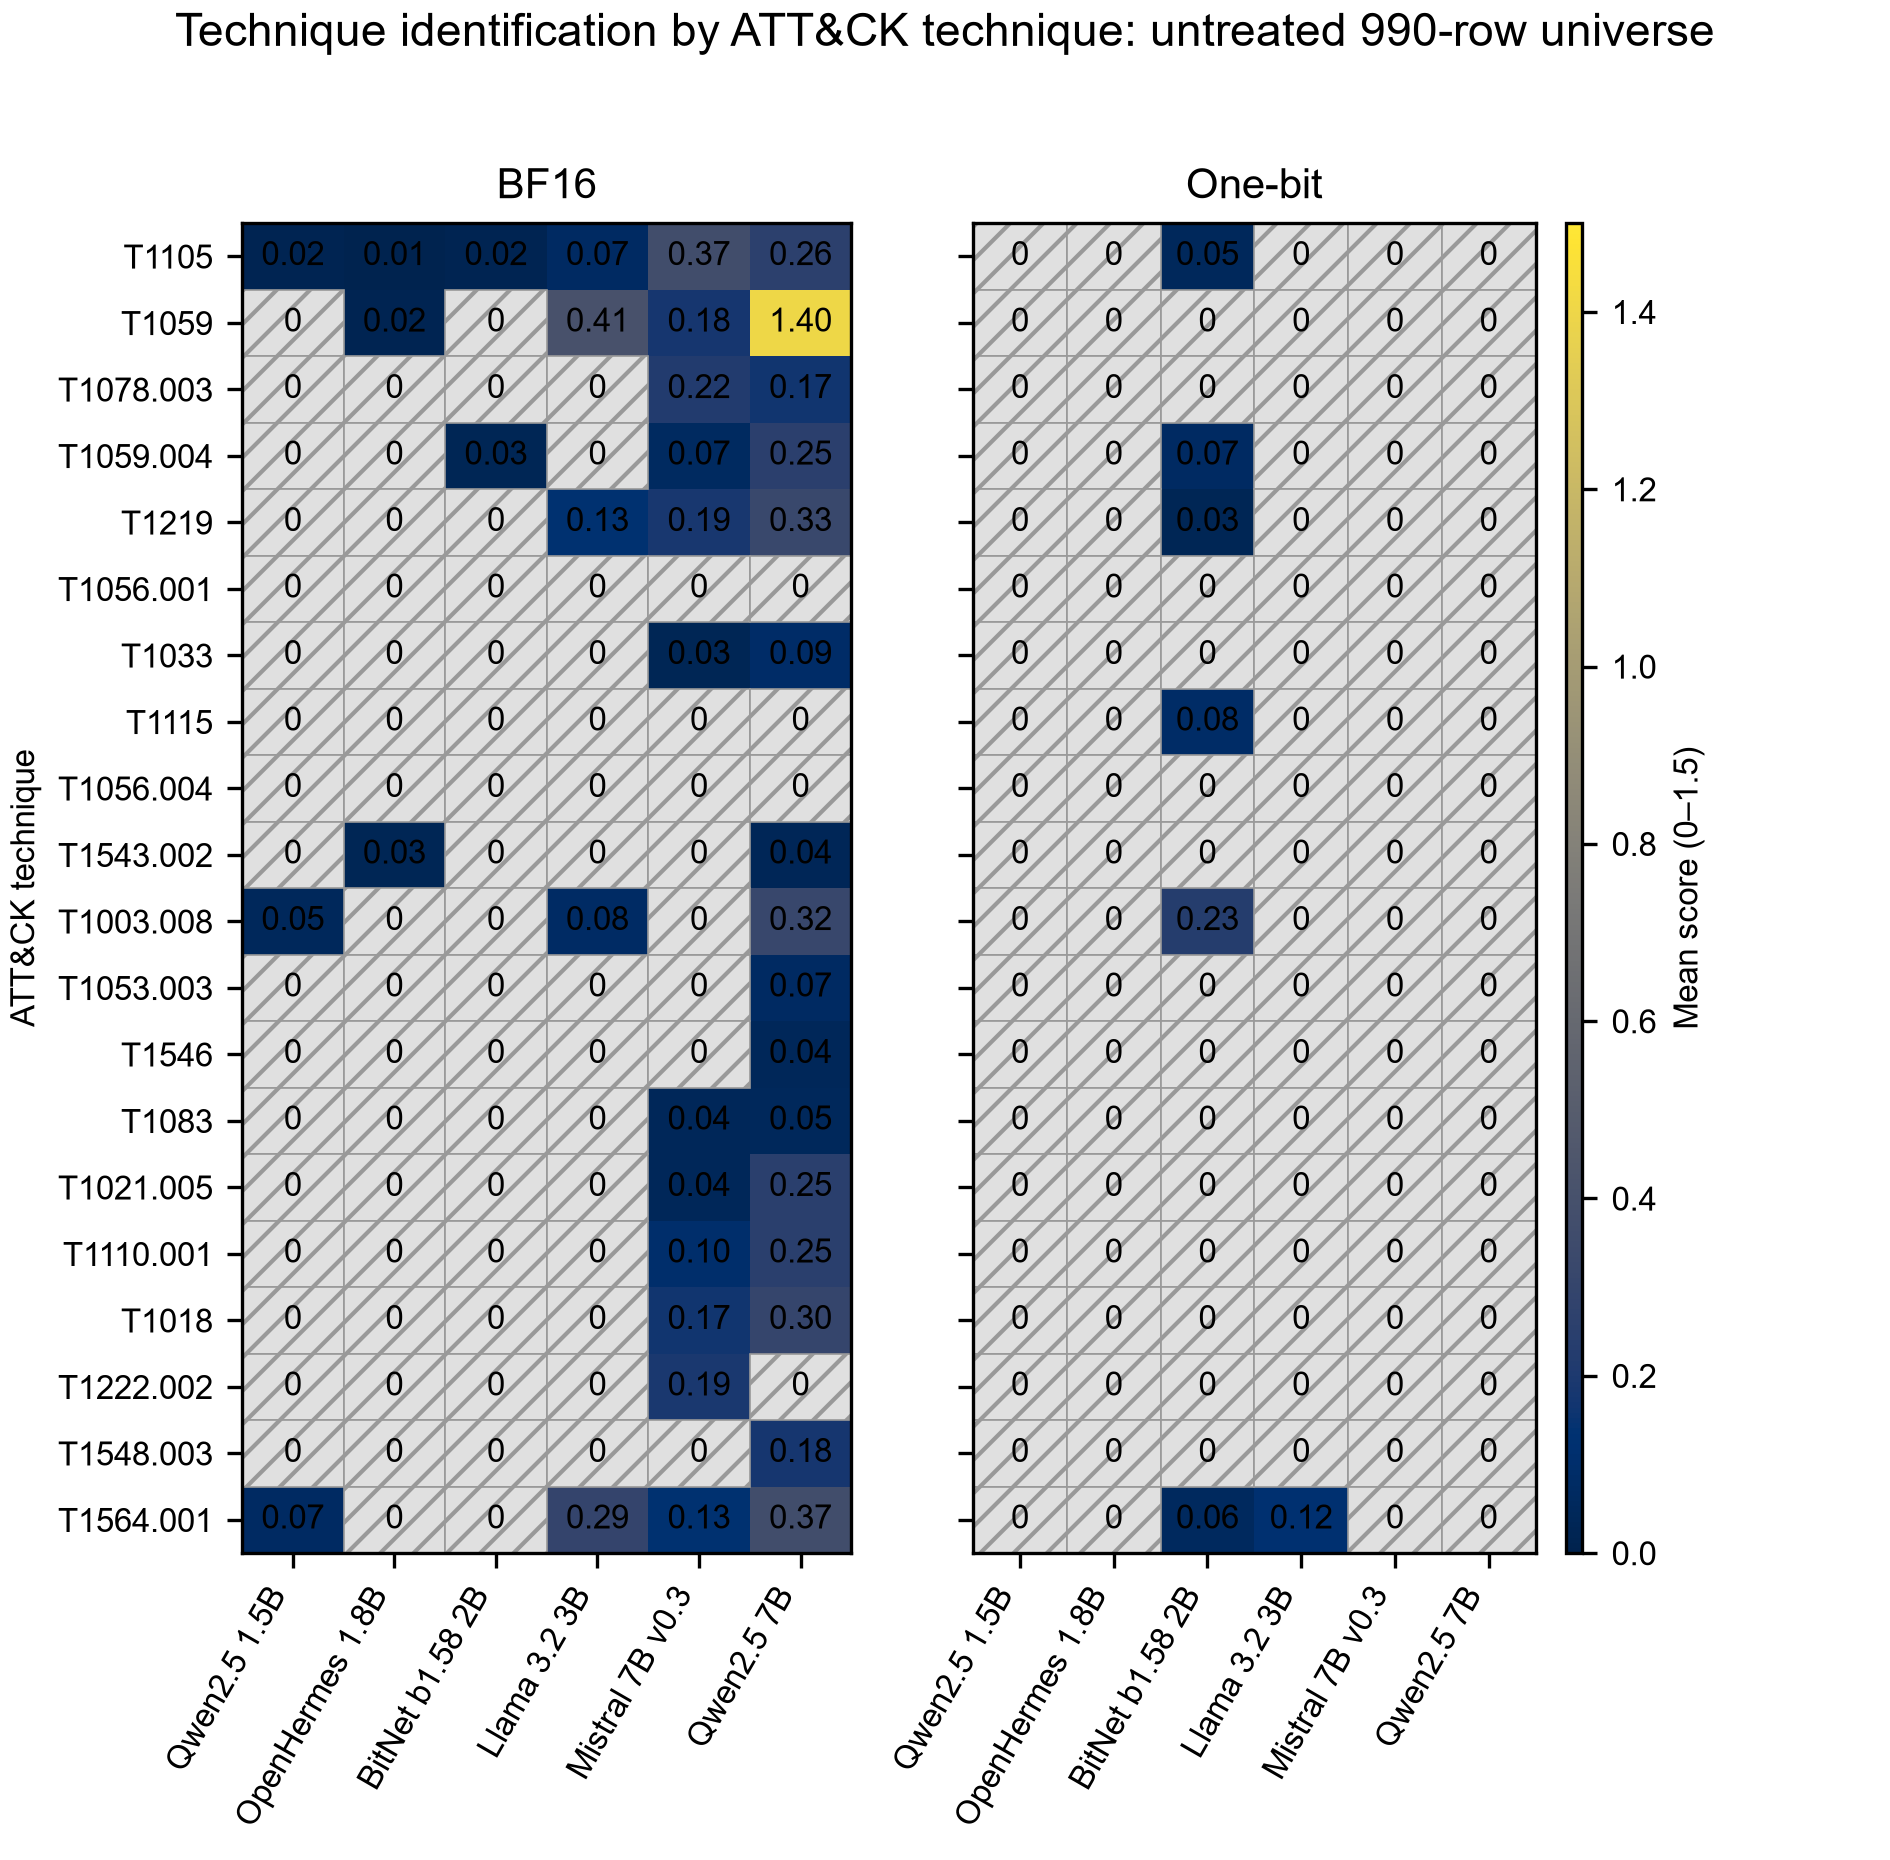 Technique identification by ATT&CK technique: untreated 990-row universe
BF16
One-bit
T1105 0.02 0.01 0.02 0.07 0.37 0.26 0 0 0.05 0 0 0
T1059 0 0.02 0 0.41 0.18 1.40 0 0 0 0 0 0
T1078.003 0 0 0 0 0.22 0.17 0 0 0 0 0 0
T1059.004 0 0 0.03 0 0.07 0.25 0 0 0.07 0 0 0
T1219 0 0 0 0.13 0.19 0.33 0 0 0.03 0 0 0
T1056.001 0 0 0 0 0 0 0 0 0 0 0 0
T1033 0 0 0 0 0.03 0.09 0 0 0 0 0 0
T1115 0 0 0 0 0 0 0 0 0.08 0 0 0
T1056.004 0 0 0 0 0 0 0 0 0 0 0 0
T1543.002 0 0.03 0 0 0 0.04 0 0 0 0 0 0
T1003.008 0.05 0 0 0.08 0 0.32 0 0 0.23 0 0 0
T1053.003 0 0 0 0 0 0.07 0 0 0 0 0 0
T1546 0 0 0 0 0 0.04 0 0 0 0 0 0
T1083 0 0 0 0 0.04 0.05 0 0 0 0 0 0
T1021.005 0 0 0 0 0.04 0.25 0 0 0 0 0 0
T1110.001 0 0 0 0 0.10 0.25 0 0 0 0 0 0
T1018 0 0 0 0 0.17 0.30 0 0 0 0 0 0
T1222.002 0 0 0 0 0.19 0 0 0 0 0 0 0
T1548.003 0 0 0 0 0 0.18 0 0 0 0 0 0
T1564.001 0.07 0 0 0.29 0.13 0.37 0 0 0.06 0.12 0 0
ATT&CK technique
Qwen2.5 1.5B
OpenHermes 1.8B
BitNet b1.58 2B
Llama 3.2 3B
Mistral 7B v0.3
Qwen2.5 7B
Qwen2.5 1.5B
OpenHermes 1.8B
BitNet b1.58 2B
Llama 3.2 3B
Mistral 7B v0.3
Qwen2.5 7B
1.4
1.2
1.0
0.8
0.6
0.4
0.2
0.0
Mean score (0–1.5)